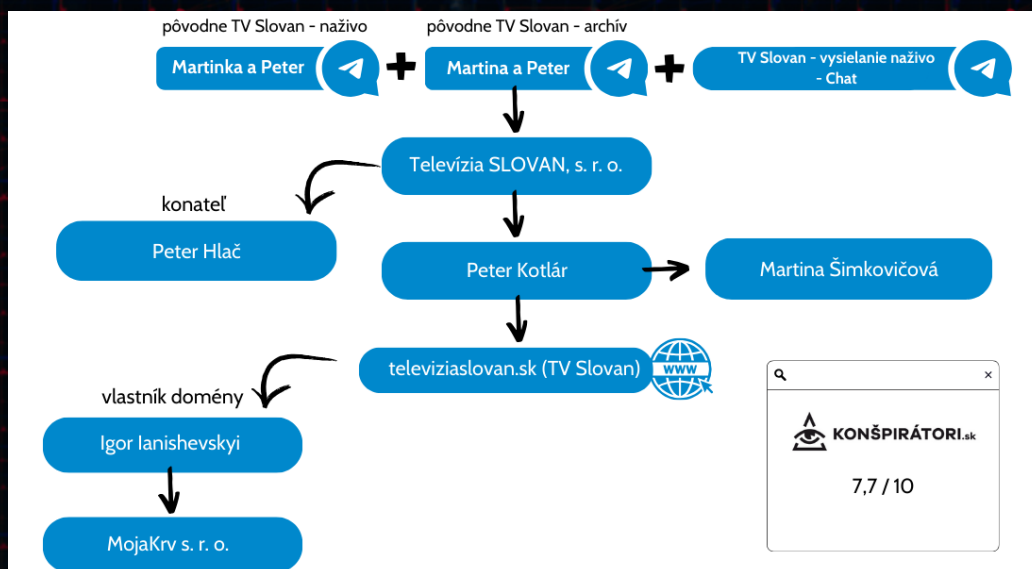 pôvodne TV Slovan - naživo
pôvodne TV Slovan - archív
Martinka a Peter
Martina a Peter
TV Slovan - vysielanie naživo
- Chat
Televízia SLOVAN, s. r. o.
konateľ
Peter Hlač
Peter Kotlár
Martina Šimkovičová
televiziaslovan.sk (TV Slovan)
WWW
vlastník domény
Igor Ianishevskyi
MojaKrv s. r. o.
KONŠPIRÁTORI.sk
7,7 / 10